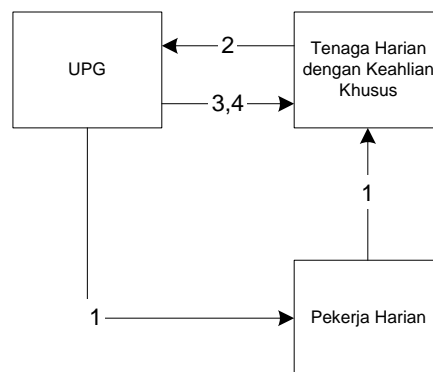 UPG
2
Tenaga Harian
dengan Keahlian
Khusus
3,4
1
1
Pekerja Harian